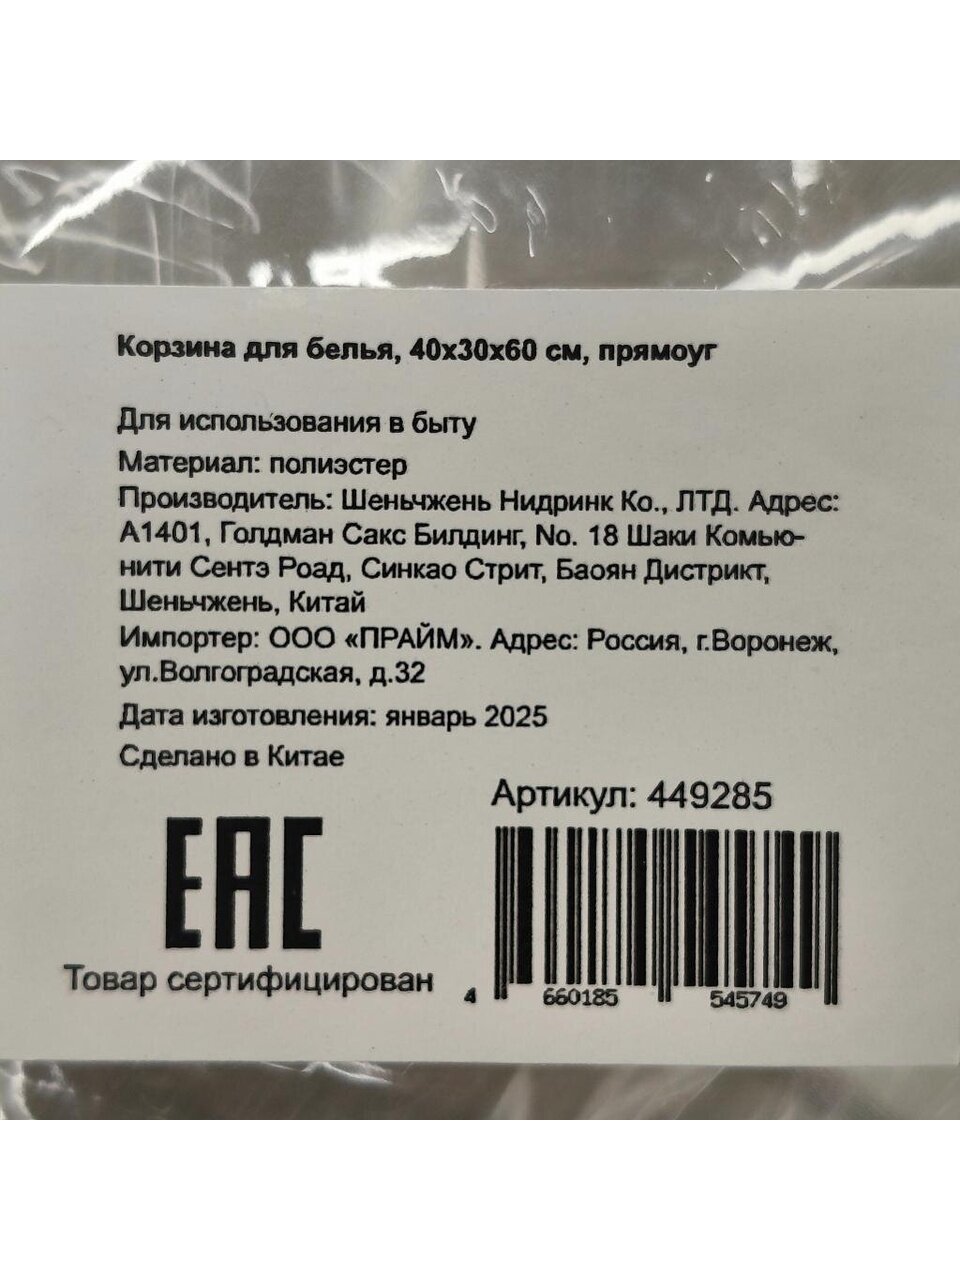 Корзина для белья, 40х30х60 см, прямоуг
Для использования в быту
Материал: полиэстер
Производитель: Шеньчжень Нидринк Ко., ЛТД. Адрес:
А1401, Голдман Сакс Билдинг, No. 18 Шаки Комью-
нити Сентэ Роад, Синкао Стрит, Баоян Дистрикт,
Шеньчжень, Китай
Импортер: ООО «ПРАЙМ». Адрес: Россия, г.Воронеж,
ул.Волгоградская, д.32
Дата изготовления: январь 2025
Сделано в Китае
Артикул: 449285
EAC
Товар сертифицирован
4 660185 545749